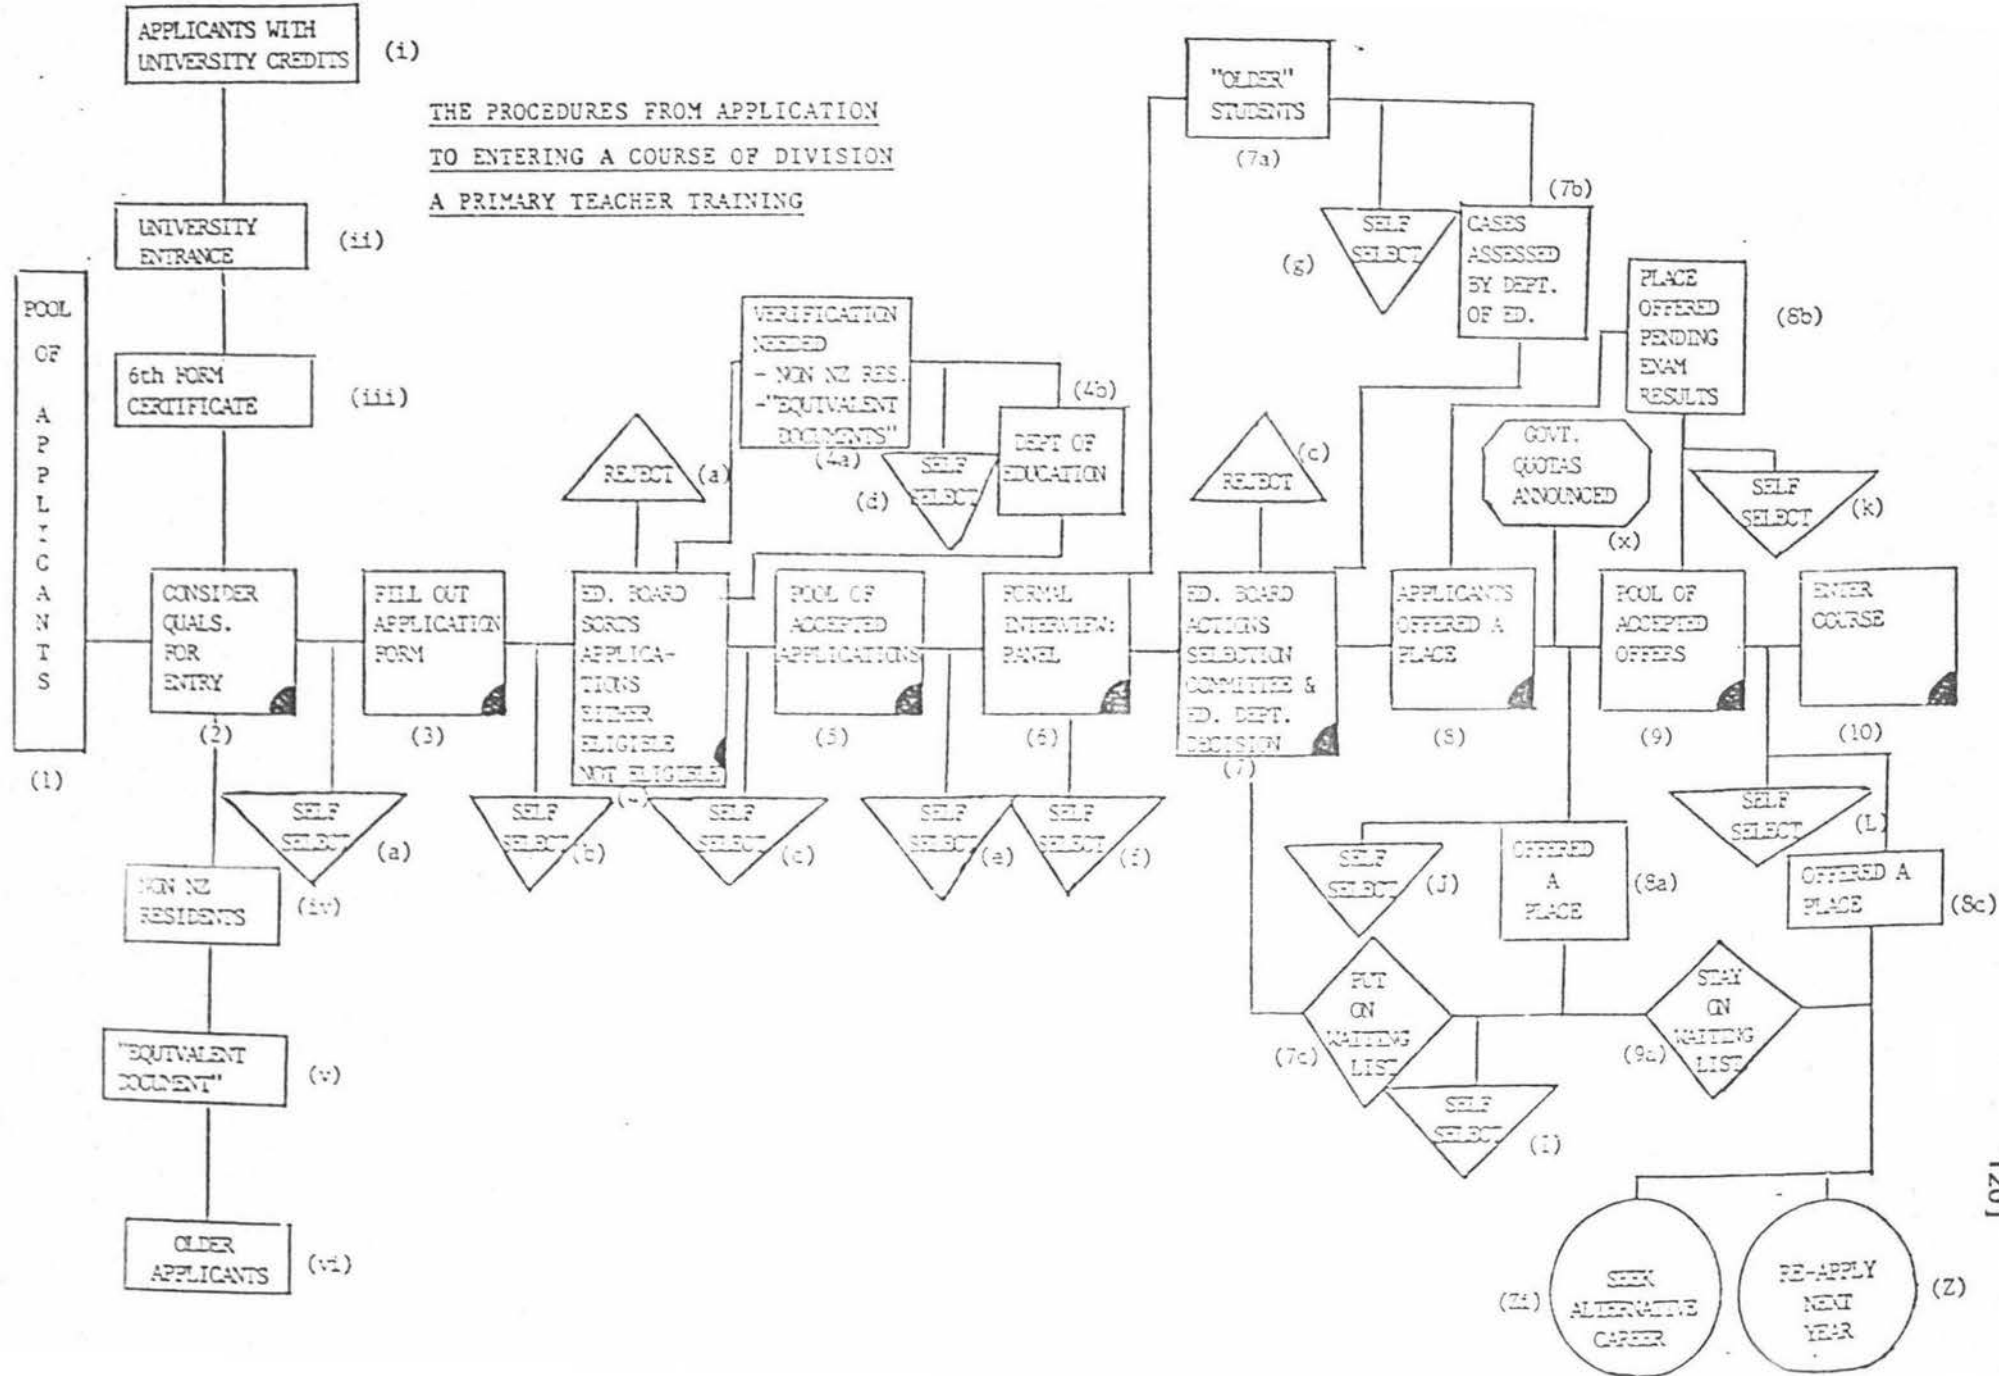 APPLICANTS WITH
UNIVERSITY CREDITS
(i)
THE PROCEDURES FROM APPLICATION
TO ENTERING A COURSE OF DIVISION
A PRIMARY TEACHER TRAINING
UNIVERSITY
ENTRANCE
(ii)
6th FORM
CERTIFICATE
(iii)
POOL
OF
APPLICANTS
(1)
CONSIDER
QUALS.
FOR
ENTRY
(2)
SELF
SELECT
(a)
NON NZ
RESIDENTS
(iv)
"EQUIVALENT
DOCUMENT"
(v)
OLDER
APPLICANTS
(vi)
FILL OUT
APPLICATION
FORM
(3)
SELF
SELECT
(b)
REJECT
(a)
ED. BOARD
SORTS
APPLICA-
TIONS
EITHER
ELIGIBLE
NOT ELIGIBLE
(4)
SELF
SELECT
(c)
VERIFICATION
NEEDED
- NON NZ RES.
-"EQUIVALENT
DOCUMENTS"
(4a)
SELF
SELECT
(d)
(4b)
DEPT OF
EDUCATION
POOL OF
ACCEPTED
APPLICATIONS
(5)
SELF
SELECT
(e)
FORMAL
INTERVIEW:
PANEL
(6)
SELF
SELECT
(f)
"OLDER"
STUDENTS
(7a)
SELF
SELECT
(g)
(7b)
CASES
ASSESSED
BY DEPT.
OF ED.
REJECT
(c)
ED. BOARD
ACTIONS
SELECTION
COMMITTEE &
ED. DEPT.
DECISION
(7)
APPLICANTS
OFFERED A
PLACE
(8)
PLACE
OFFERED
PENDING
EXAM
RESULTS
(8b)
GOVT.
QUOTAS
ANNOUNCED
(x)
SELF
SELECT
(k)
POOL OF
ACCEPTED
OFFERS
(9)
ENTER
COURSE
(10)
SELF
SELECT
(J)
OFFERED
A
PLACE
(8a)
SELF
SELECT
(L)
OFFERED A
PLACE
(8c)
PUT
ON
WAITING
LIST
(7c)
SELF
SELECT
(I)
STAY
ON
WAITING
LIST
(9a)
SEEK
ALTERNATIVE
CAREER
(Zi)
RE-APPLY
NEXT
YEAR
(Z)
120]